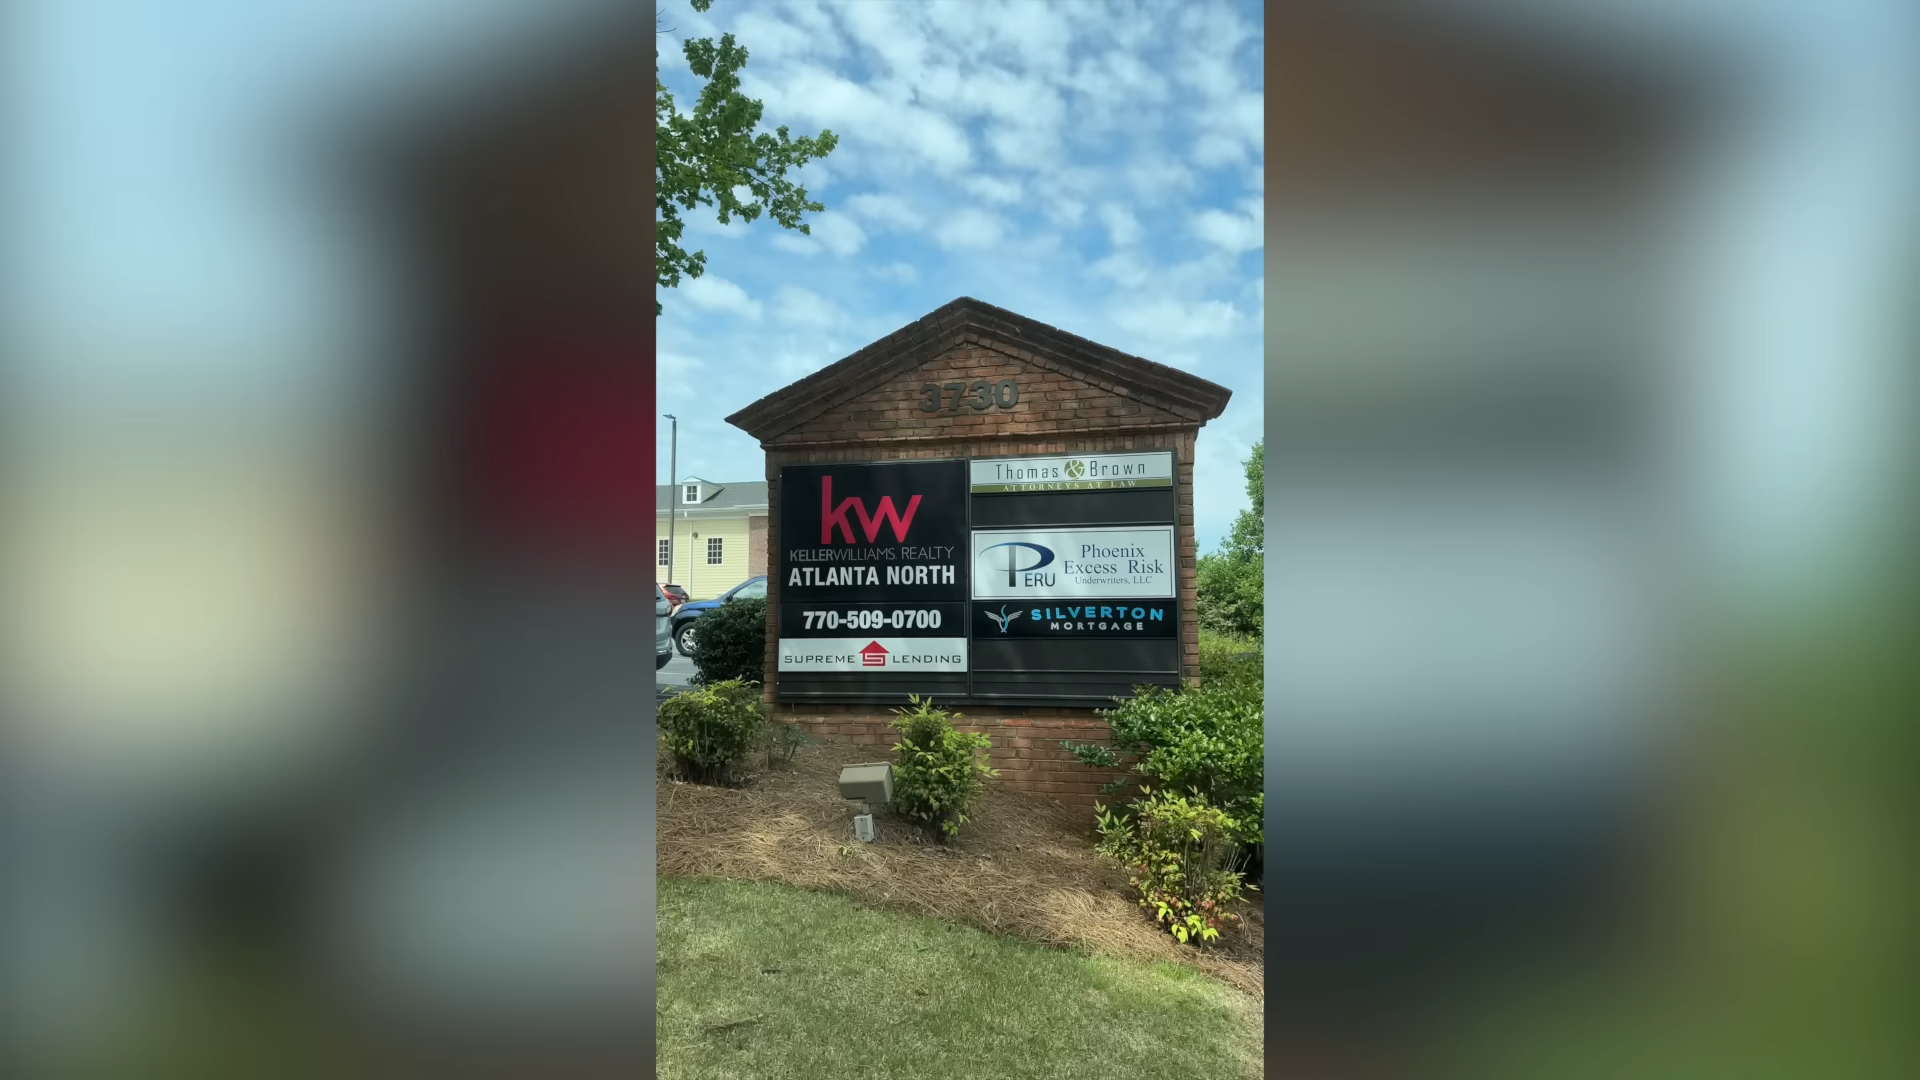 3730
kw
KELLERWILLIAMS. REALTY
ATLANTA NORTH
770-509-0700
SUPREME LENDING
Thomas & Brown
ATTORNEYS AT LAW
PERU
Phoenix
Excess Risk
Underwriters, LLC
SILVERTON
MORTGAGE